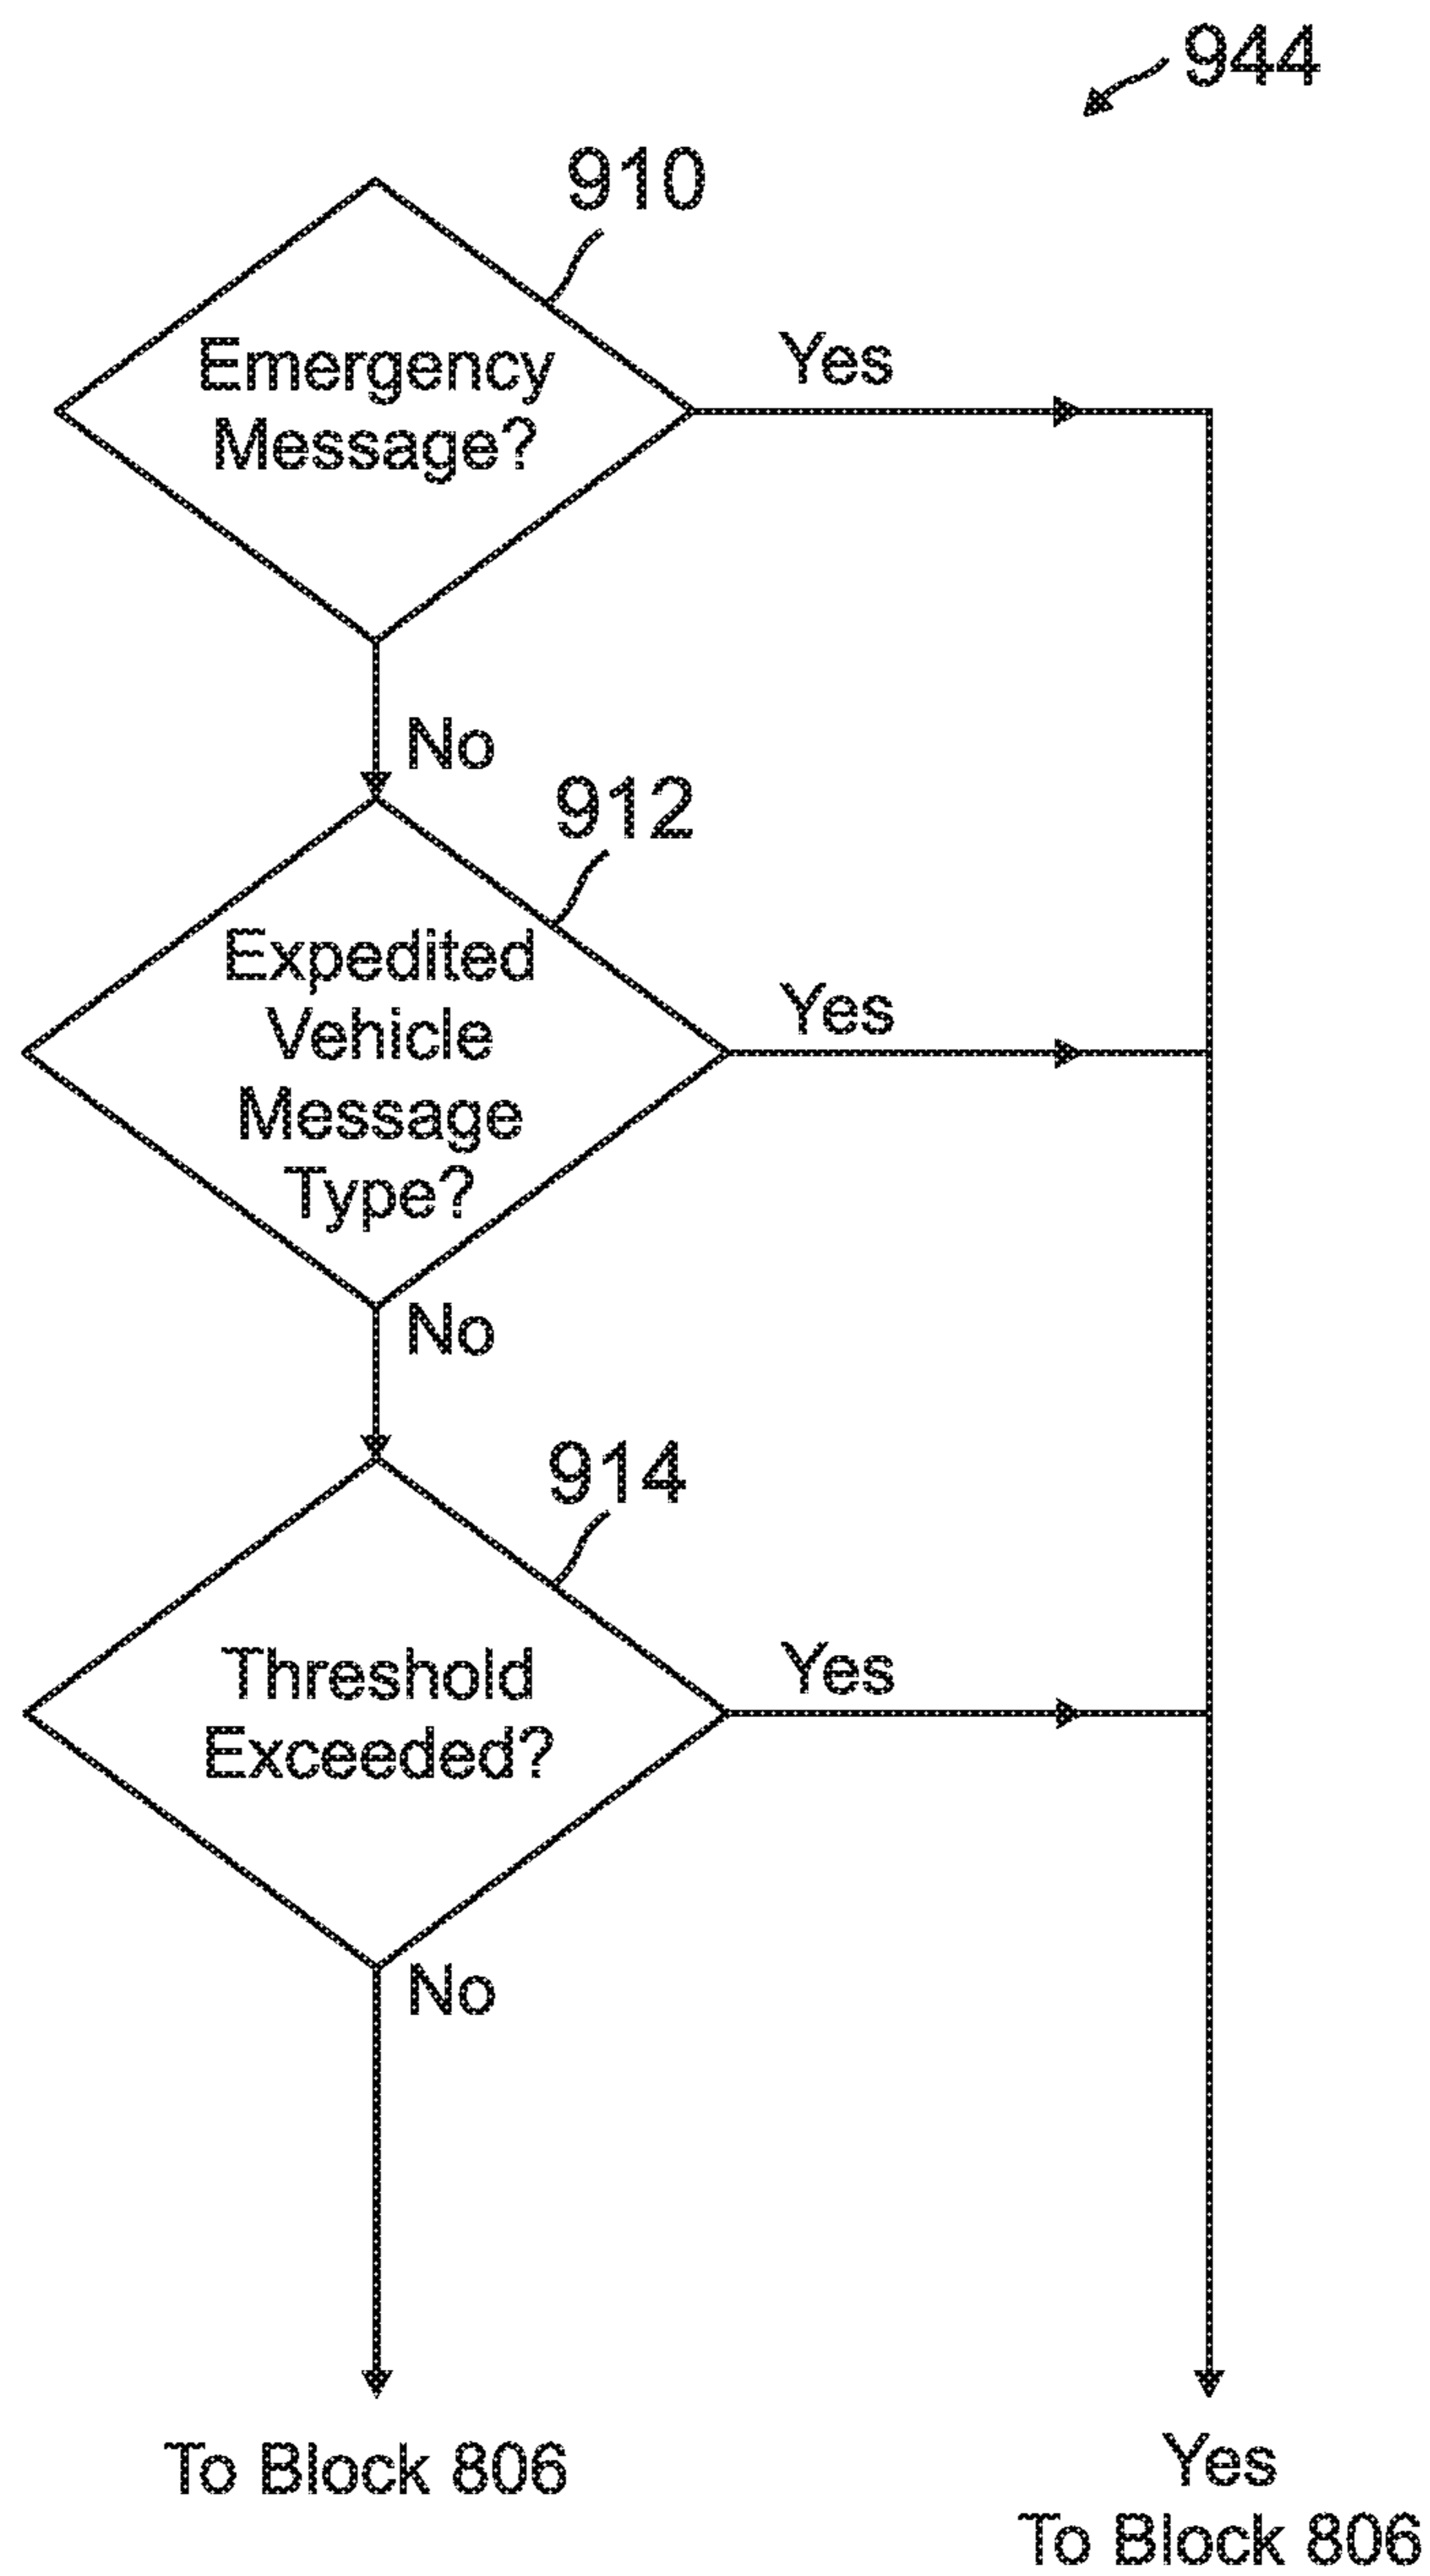 944
910
Emergency
Message?
Yes
No
912
Expedited
Vehicle
Message
Type?
Yes
No
914
Threshold
Exceeded?
Yes
No
To Block 806
Yes
To Block 806